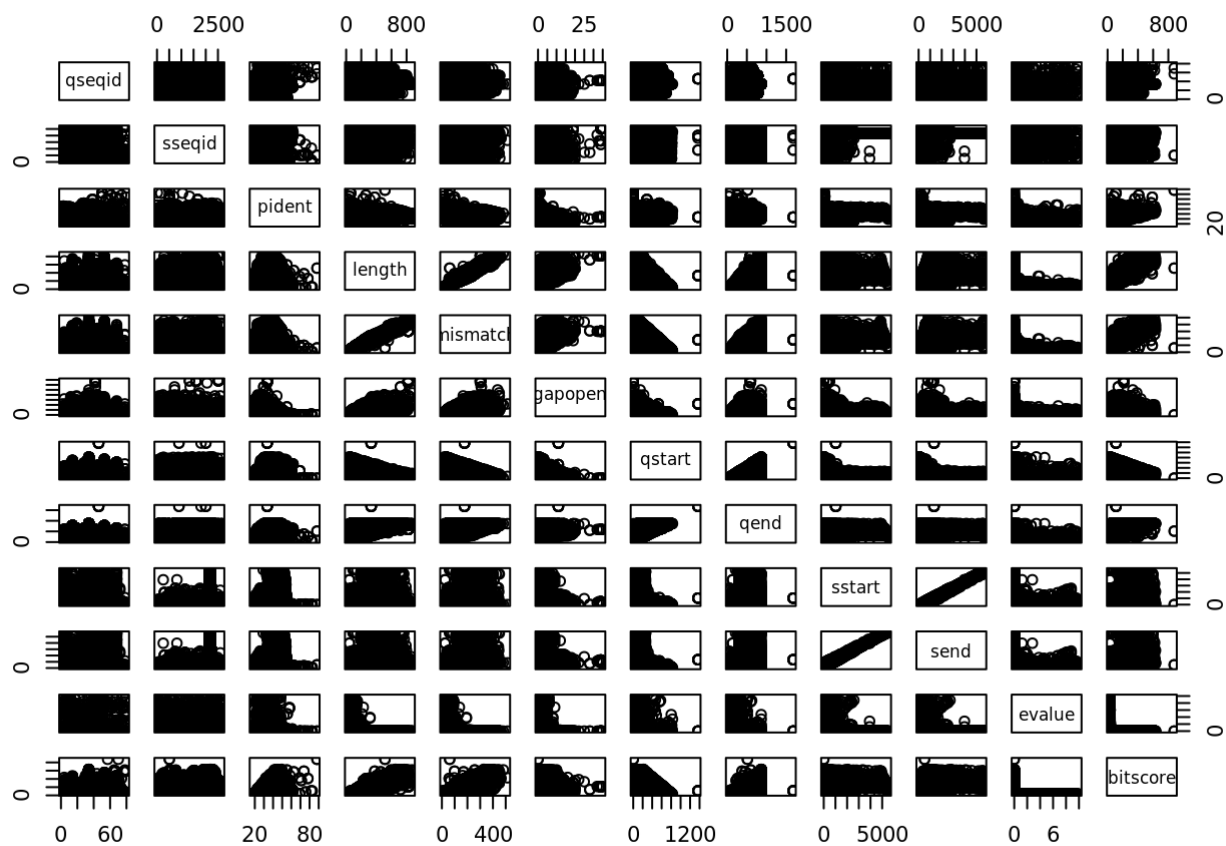 0 2500 0 800 0 25 0 1500 0 5000 0 800
qseqid 0
0 sseqid
pident 20
0 length
mismatch 0
0 gapopen
qstart 0
0 qend
sstart 0
0 send
evalue 0
0 bitscore
0 60 20 80 0 400 0 1200 0 5000 0 6